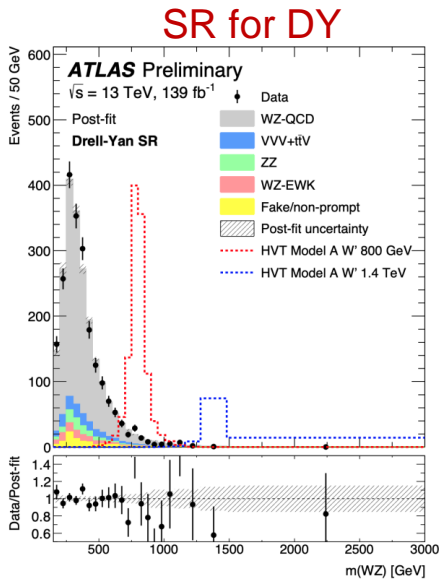 SR for DY
Events / 50 GeV
600
500
400
300
200
100
0
ATLAS Preliminary
√s = 13 TeV, 139 fb⁻¹
Post-fit
Drell-Yan SR
Data
WZ-QCD
VVV+tt̄V
ZZ
WZ-EWK
Fake/non-prompt
Post-fit uncertainty
HVT Model A W' 800 GeV
HVT Model A W' 1.4 TeV
Data/Post-fit
1.4
1.2
1
0.8
0.6
500 1000 1500 2000 2500 3000
m(WZ) [GeV]